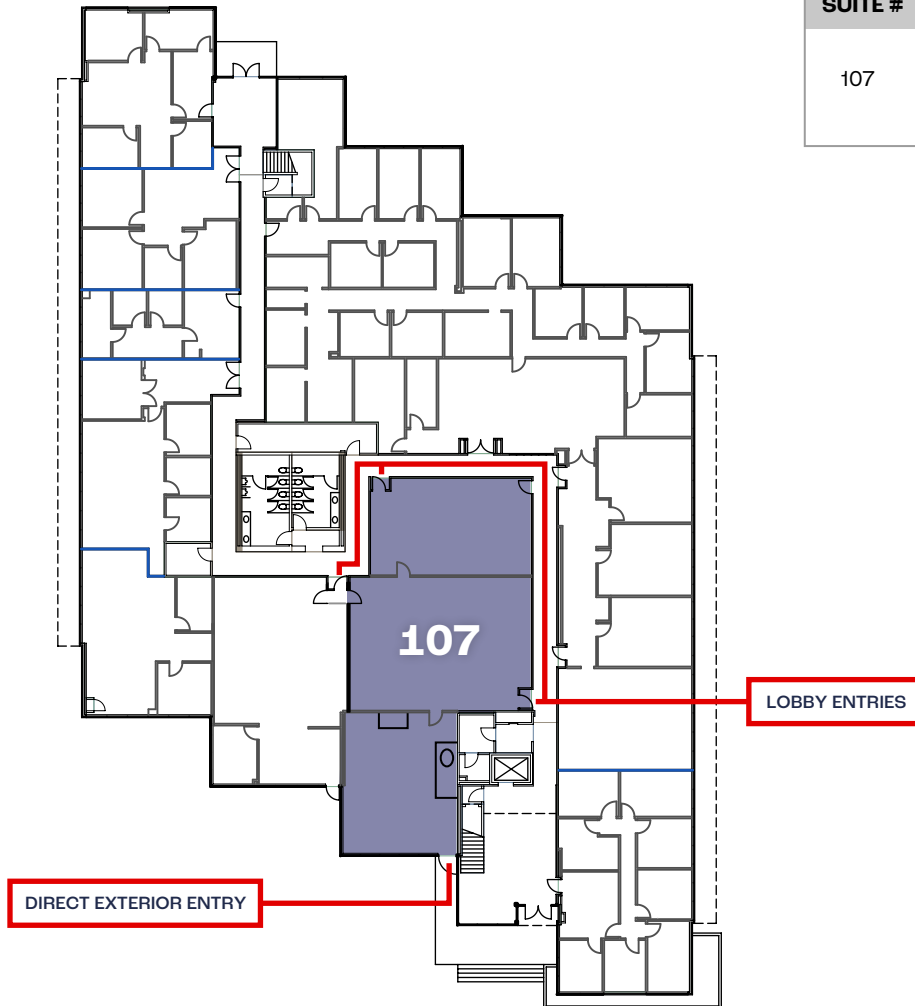 SUITE #
107
107
LOBBY ENTRIES
DIRECT EXTERIOR ENTRY